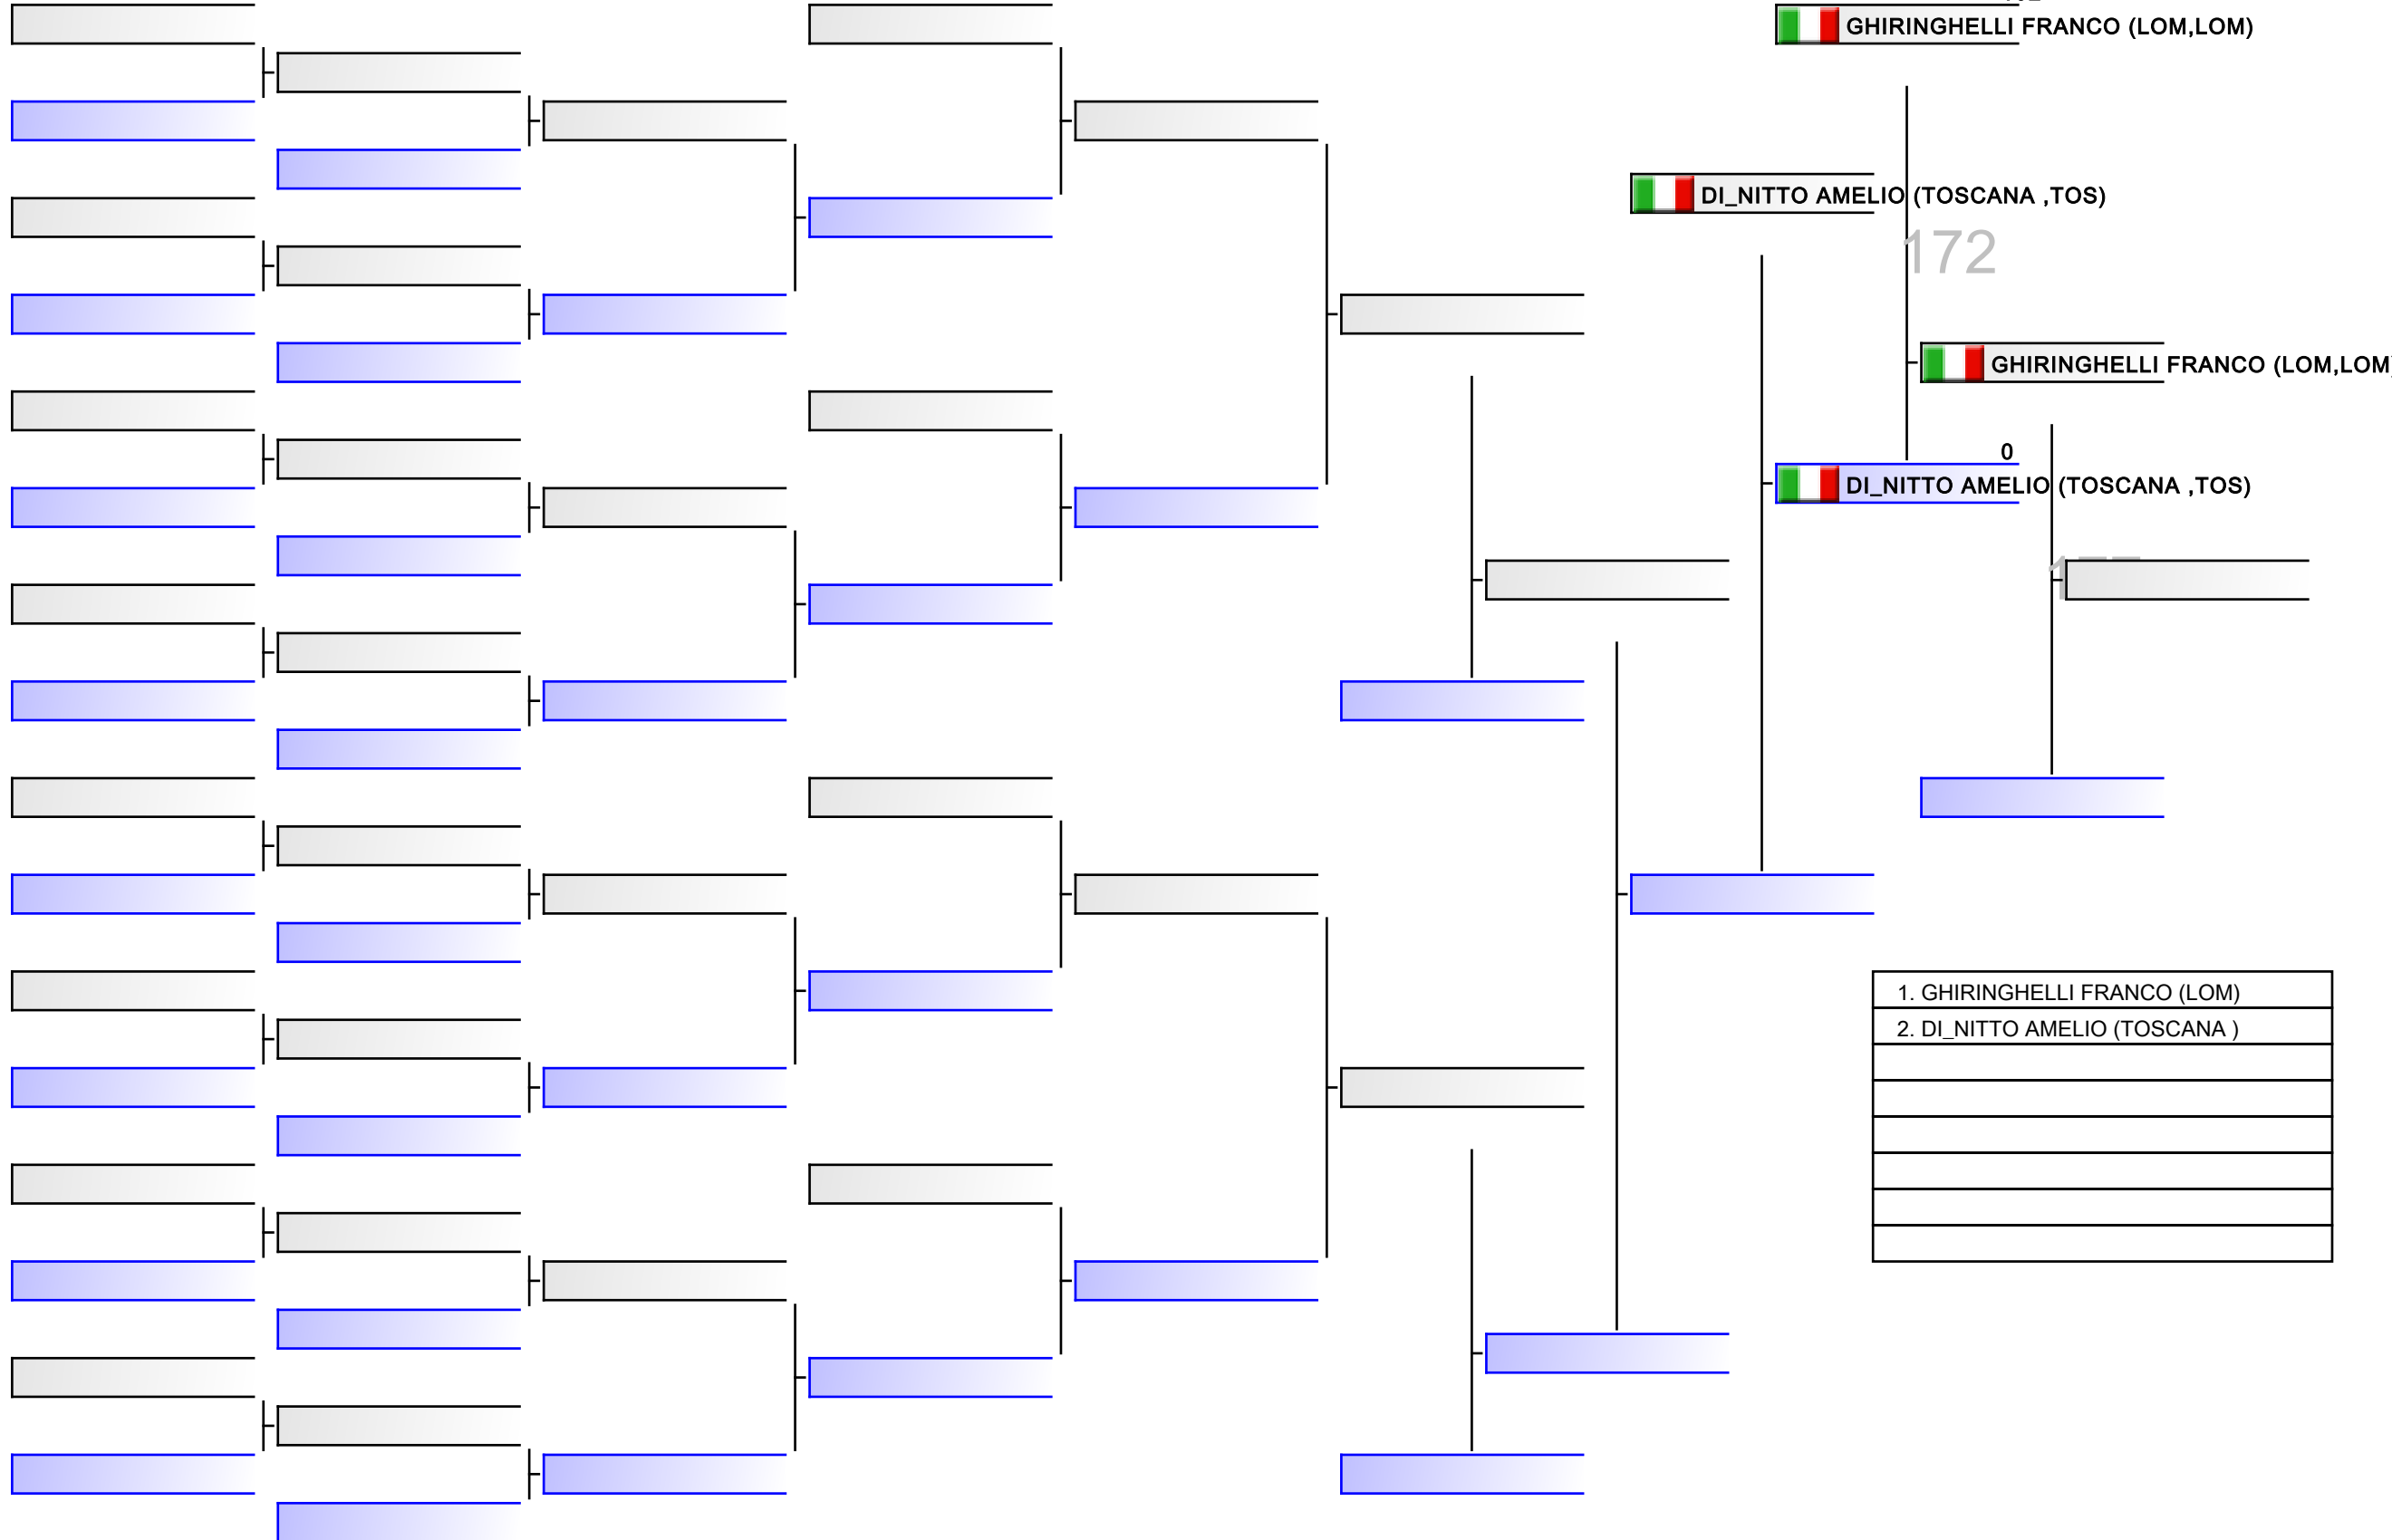 GHIRINGHELLI FRANCO (LOM,LOM)
DI_NITTO AMELIO (TOSCANA ,TOS)
172
GHIRINGHELLI FRANCO (LOM,LOM)
0
DI_NITTO AMELIO (TOSCANA ,TOS)
1. GHIRINGHELLI FRANCO (LOM)
2. DI_NITTO AMELIO (TOSCANA )